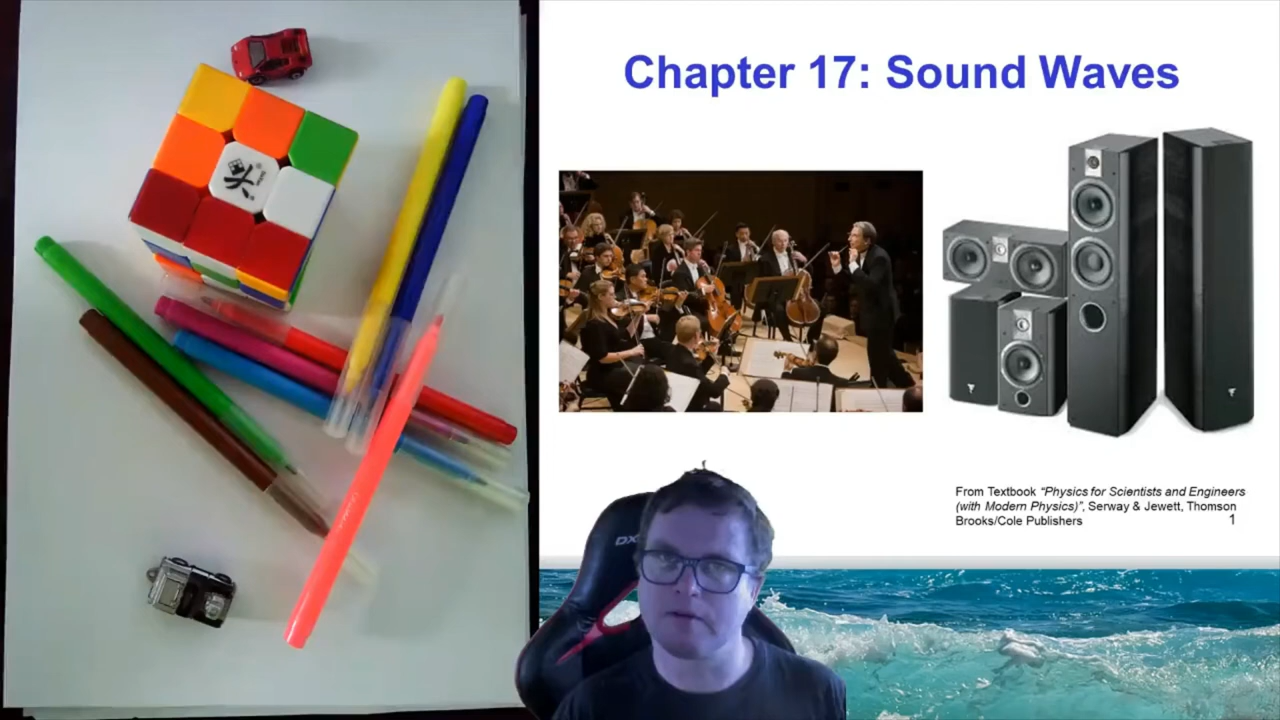 Chapter 17: Sound Waves
From Textbook “Physics for Scientists and Engineers
(with Modern Physics)”, Serway & Jewett, Thomson
Brooks/Cole Publishers
1
DX